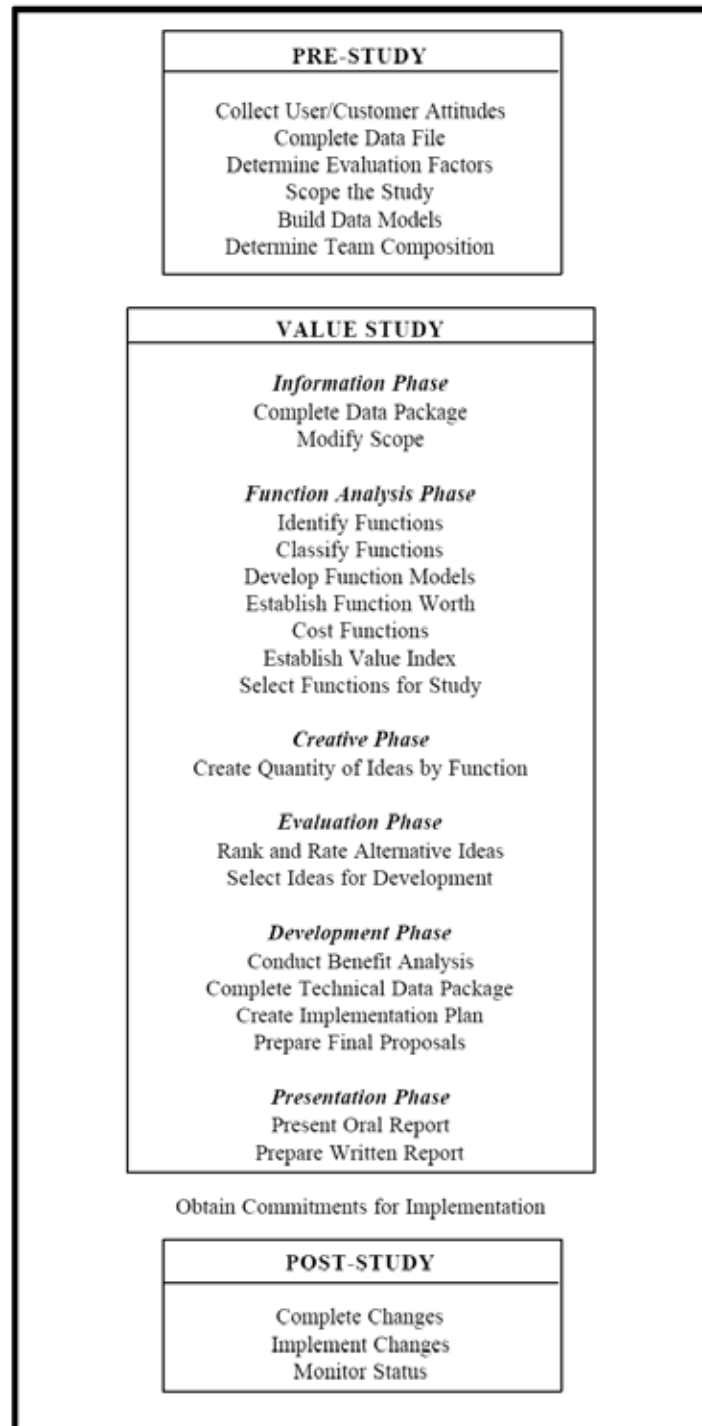 PRE-STUDY
Collect User/Customer Attitudes
Complete Data File
Determine Evaluation Factors
Scope the Study
Build Data Models
Determine Team Composition
VALUE STUDY
Information Phase
Complete Data Package
Modify Scope
Function Analysis Phase
Identify Functions
Classify Functions
Develop Function Models
Establish Function Worth
Cost Functions
Establish Value Index
Select Functions for Study
Creative Phase
Create Quantity of Ideas by Function
Evaluation Phase
Rank and Rate Alternative Ideas
Select Ideas for Development
Development Phase
Conduct Benefit Analysis
Complete Technical Data Package
Create Implementation Plan
Prepare Final Proposals
Presentation Phase
Present Oral Report
Prepare Written Report
Obtain Commitments for Implementation
POST-STUDY
Complete Changes
Implement Changes
Monitor Status